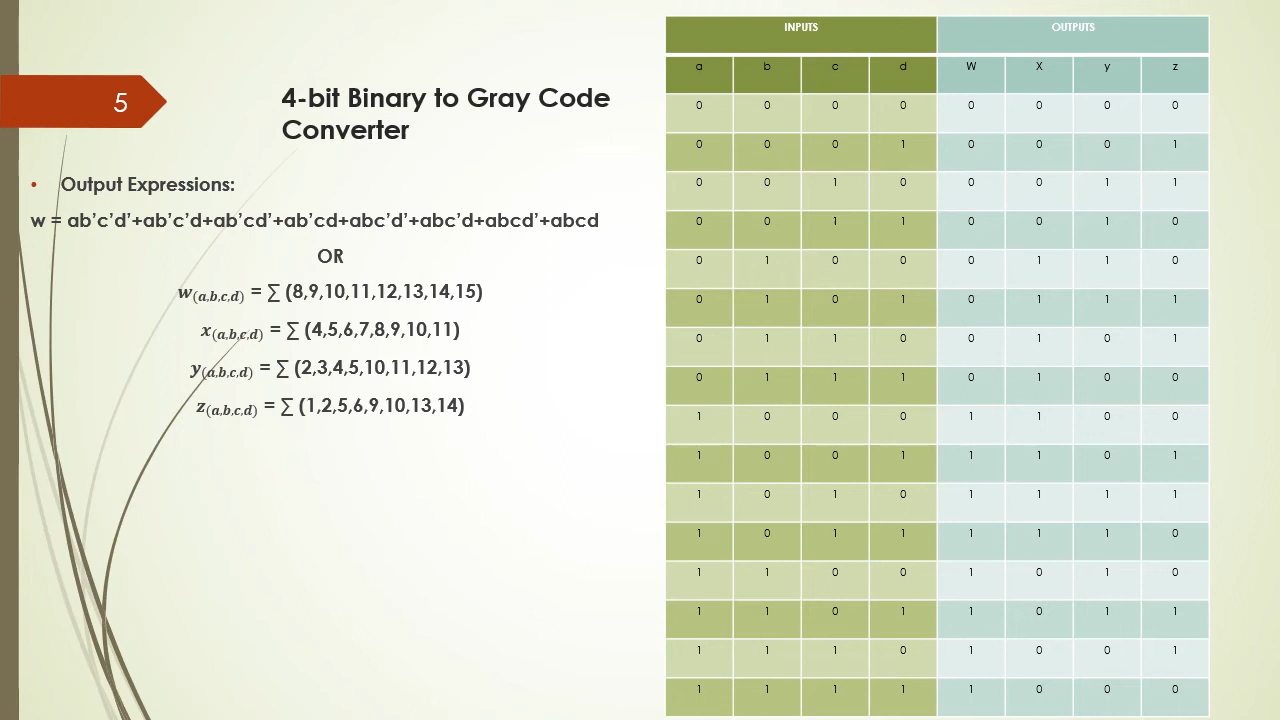 5
4-bit Binary to Gray Code
Converter
• Output Expressions:
w = ab’c’d’+ab’c’d+ab’cd’+ab’cd+abc’d’+abc’d+abcd’+abcd
OR
w(a,b,c,d) = ∑ (8,9,10,11,12,13,14,15)
x(a,b,c,d) = ∑ (4,5,6,7,8,9,10,11)
y(a,b,c,d) = ∑ (2,3,4,5,10,11,12,13)
z(a,b,c,d) = ∑ (1,2,5,6,9,10,13,14)
INPUTS OUTPUTS
a b c d W X y z
0 0 0 0 0 0 0 0
0 0 0 1 0 0 0 1
0 0 1 0 0 0 1 1
0 0 1 1 0 0 1 0
0 1 0 0 0 1 1 0
0 1 0 1 0 1 1 1
0 1 1 0 0 1 0 1
0 1 1 1 0 1 0 0
1 0 0 0 1 1 0 0
1 0 0 1 1 1 0 1
1 0 1 0 1 1 1 1
1 0 1 1 1 1 1 0
1 1 0 0 1 0 1 0
1 1 0 1 1 0 1 1
1 1 1 0 1 0 0 1
1 1 1 1 1 0 0 0